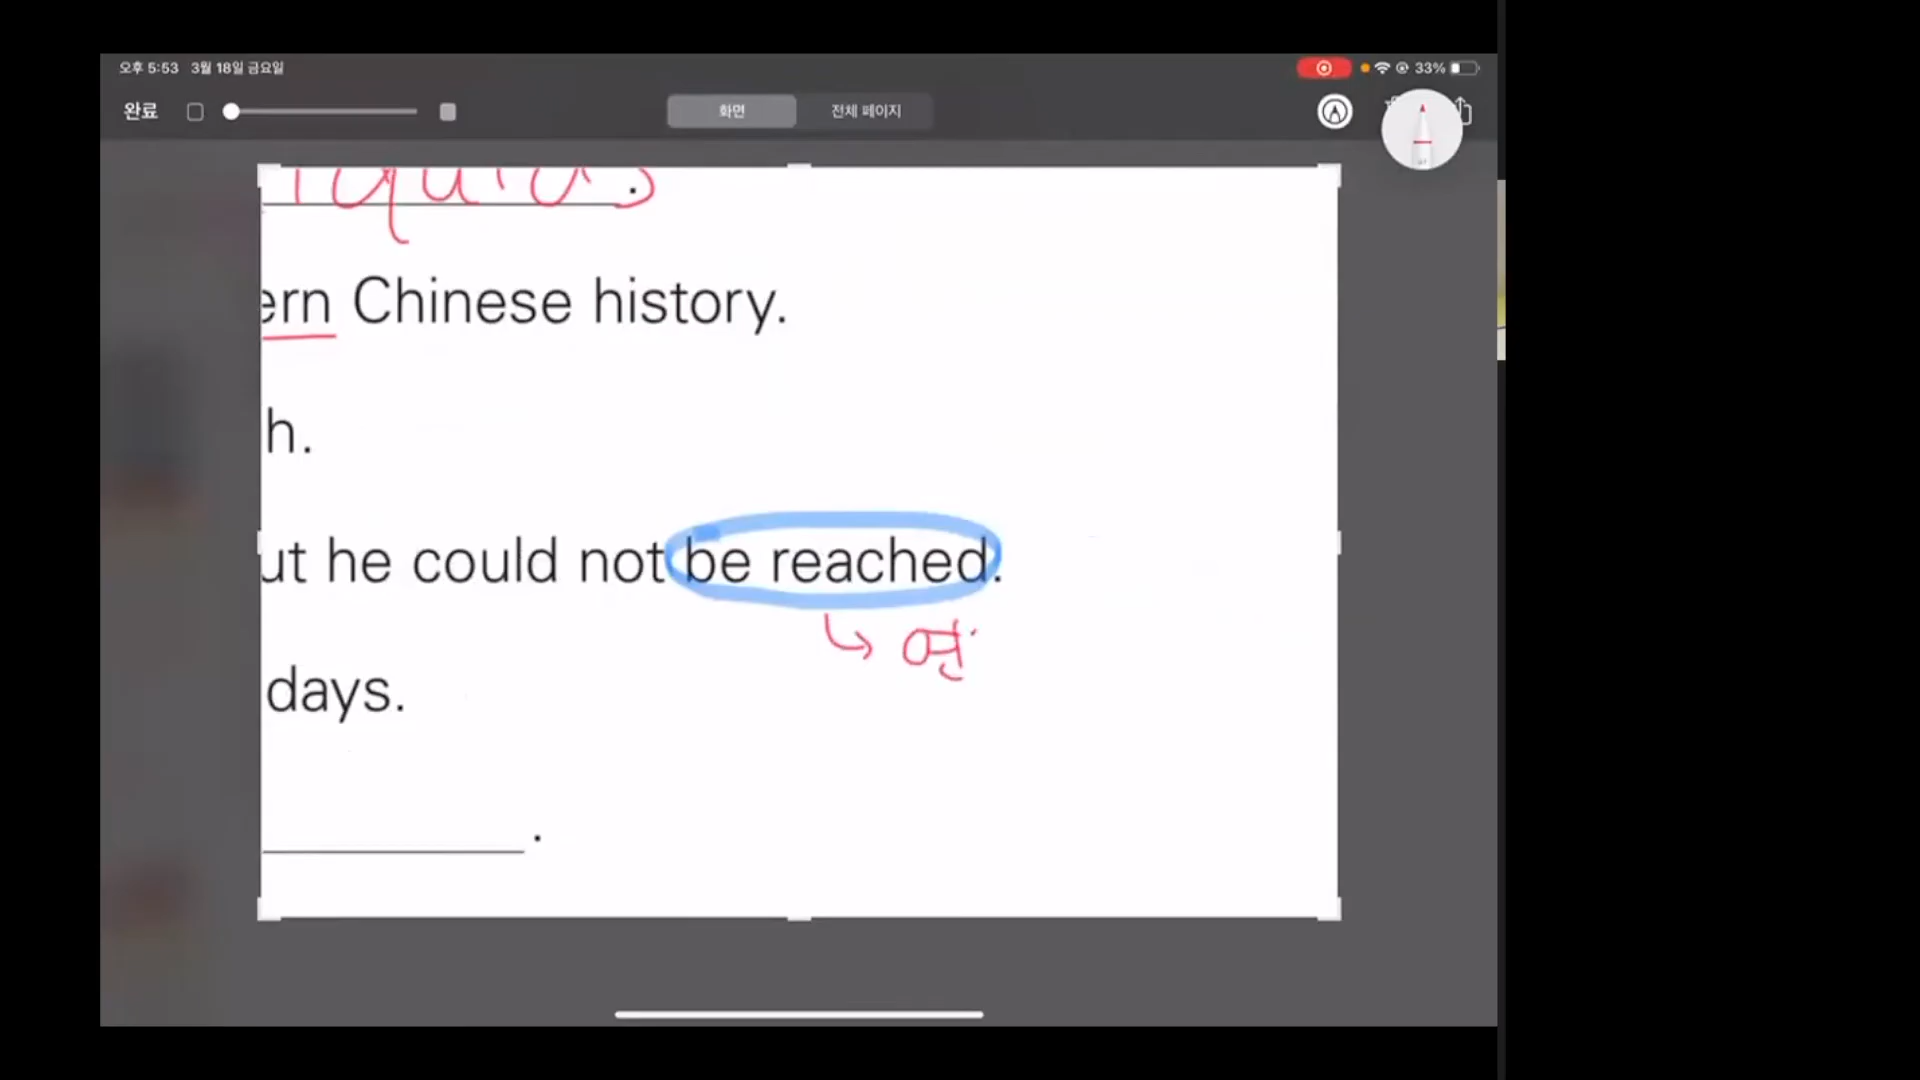 오후 5:53 3월 18일 금요일
33%
완료
화면 전체 페이지
iquids.
ern Chinese history.
h.
ut he could not be reached.
↳ 연
days.
.